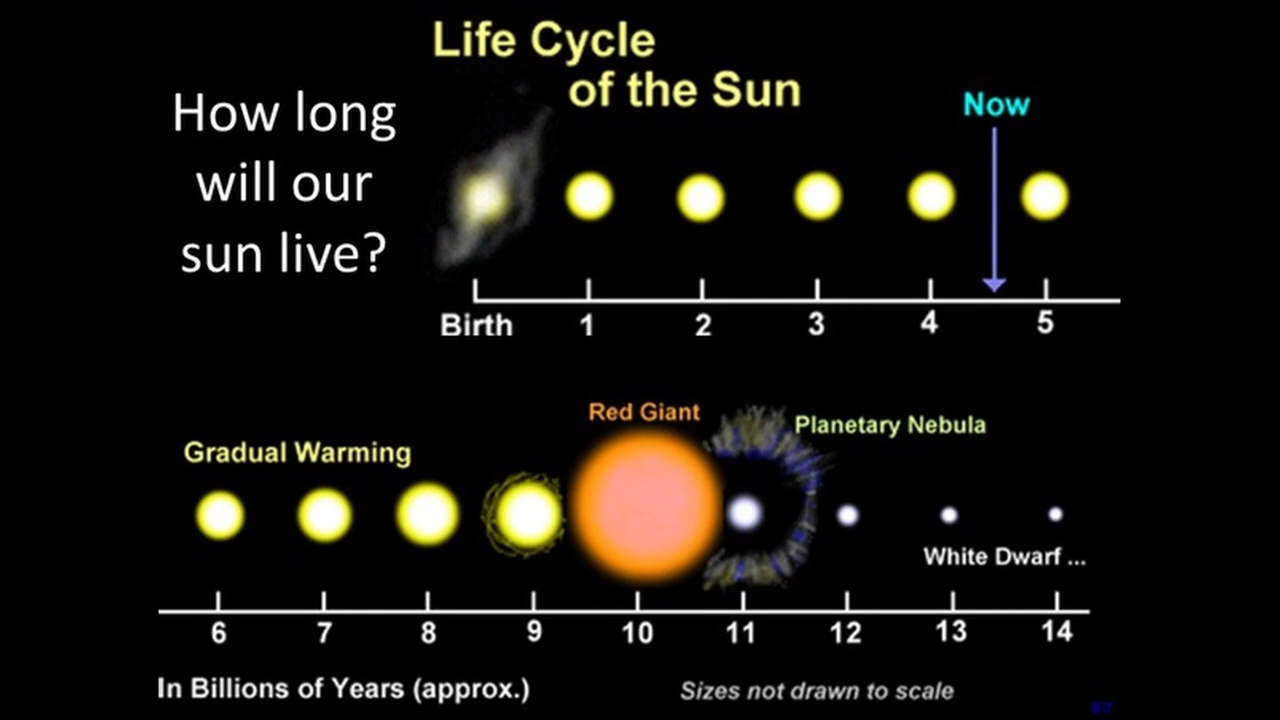 Life Cycle
of the Sun
How long
will our
sun live?
Now
Birth 1 2 3 4 5
Red Giant
Planetary Nebula
Gradual Warming
White Dwarf ...
6 7 8 9 10 11 12 13 14
In Billions of Years (approx.)
Sizes not drawn to scale